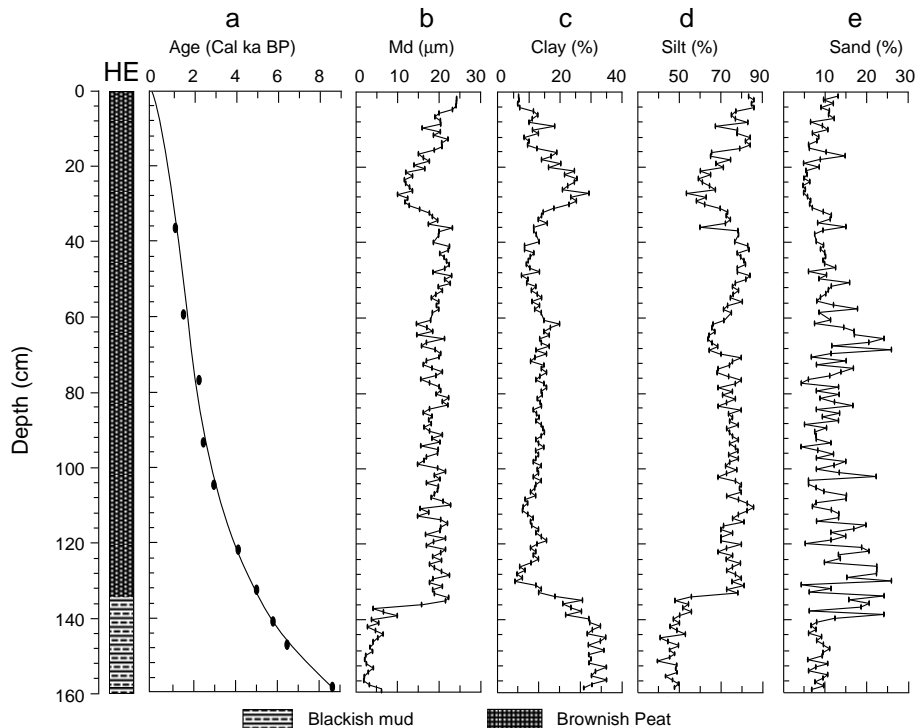 a b c d e
Age (Cal ka BP) Md (μm) Clay (%) Silt (%) Sand (%)
HE 0 2 4 6 8 0 10 20 30 0 20 40 30 50 70 90 0 10 20 30
0
20
40
60
80
100
120
140
160
Depth (cm)
Blackish mud Brownish Peat